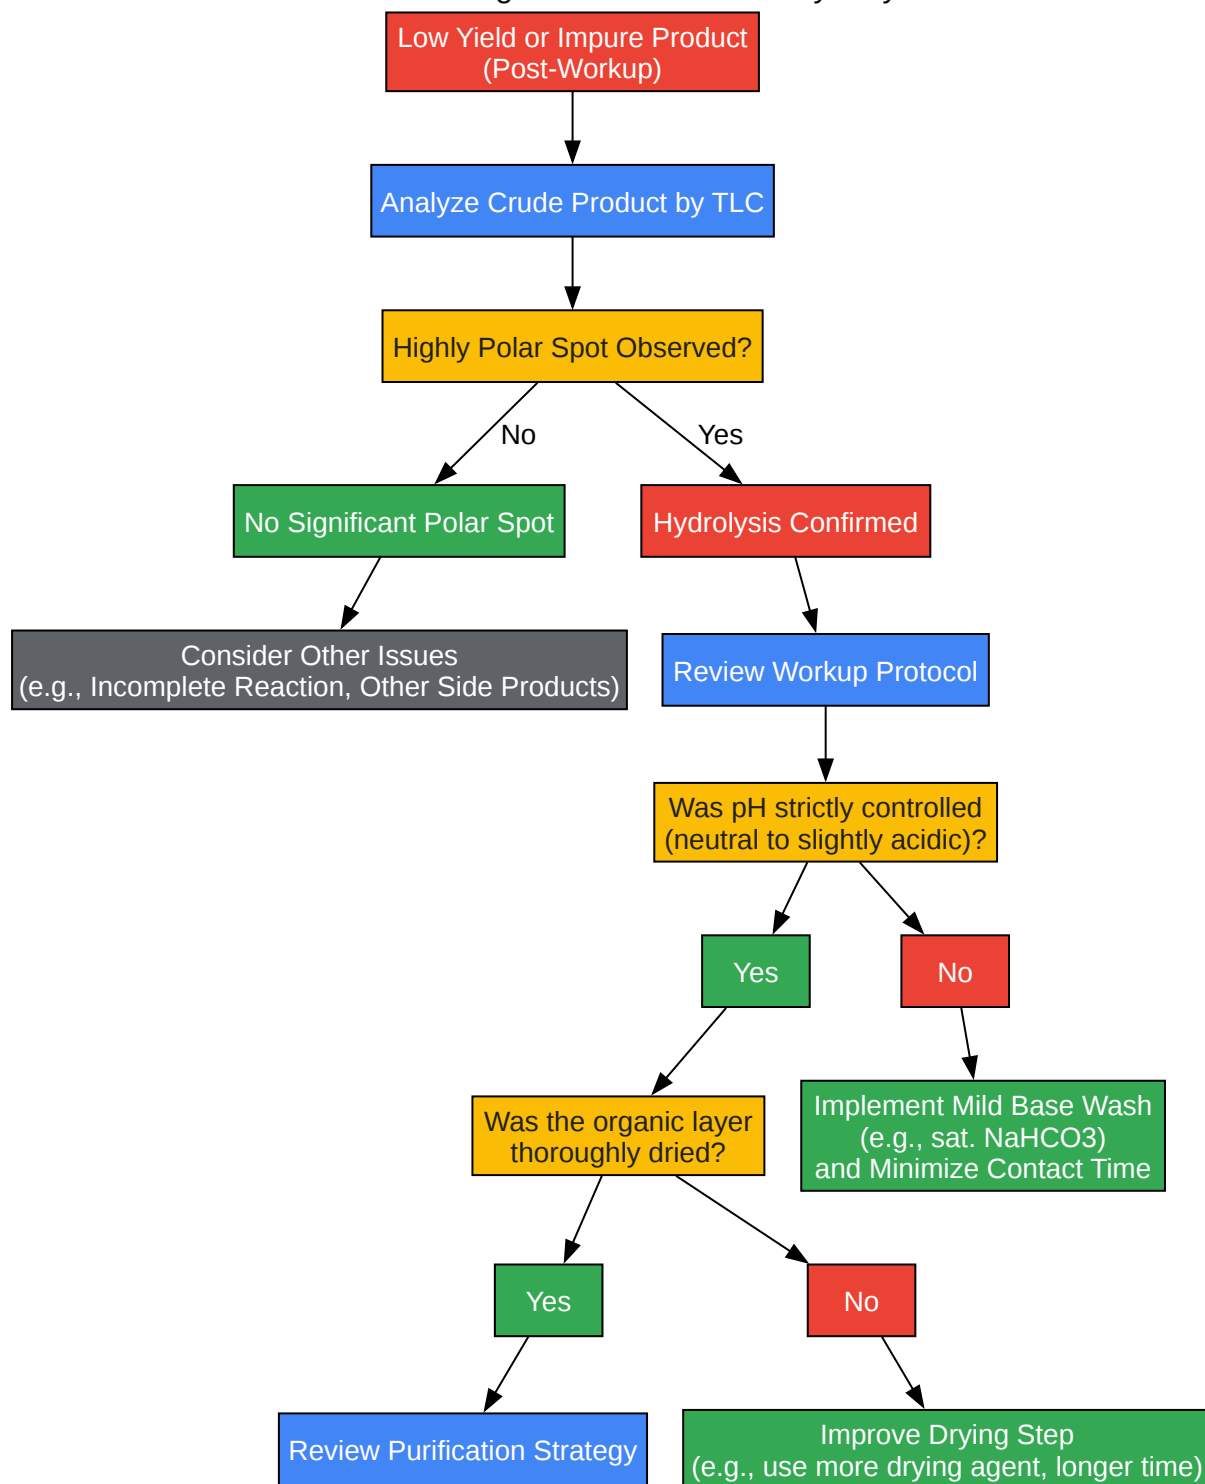 Low Yield or Impure Product
(Post-Workup)
Analyze Crude Product by TLC
Highly Polar Spot Observed?
No
Yes
No Significant Polar Spot
Hydrolysis Confirmed
Consider Other Issues
(e.g., Incomplete Reaction, Other Side Products)
Review Workup Protocol
Was pH strictly controlled
(neutral to slightly acidic)?
Yes
No
Was the organic layer
thoroughly dried?
Implement Mild Base Wash
(e.g., sat. NaHCO3)
and Minimize Contact Time
Yes
No
Review Purification Strategy
Improve Drying Step
(e.g., use more drying agent, longer time)